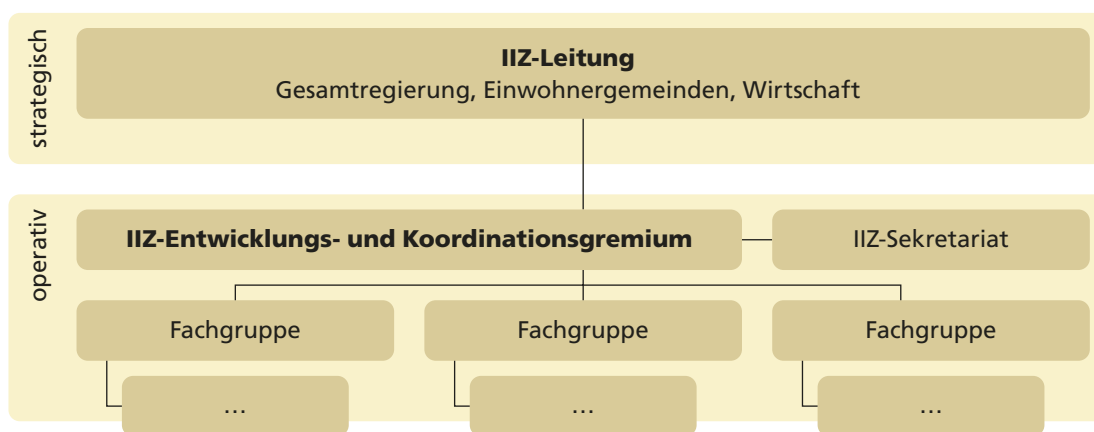 strategisch
IIZ-Leitung
Gesamtregierung, Einwohnergemeinden, Wirtschaft
operativ
IIZ-Entwicklungs- und Koordinationsgremium
IIZ-Sekretariat
Fachgruppe
Fachgruppe
Fachgruppe
…
…
…